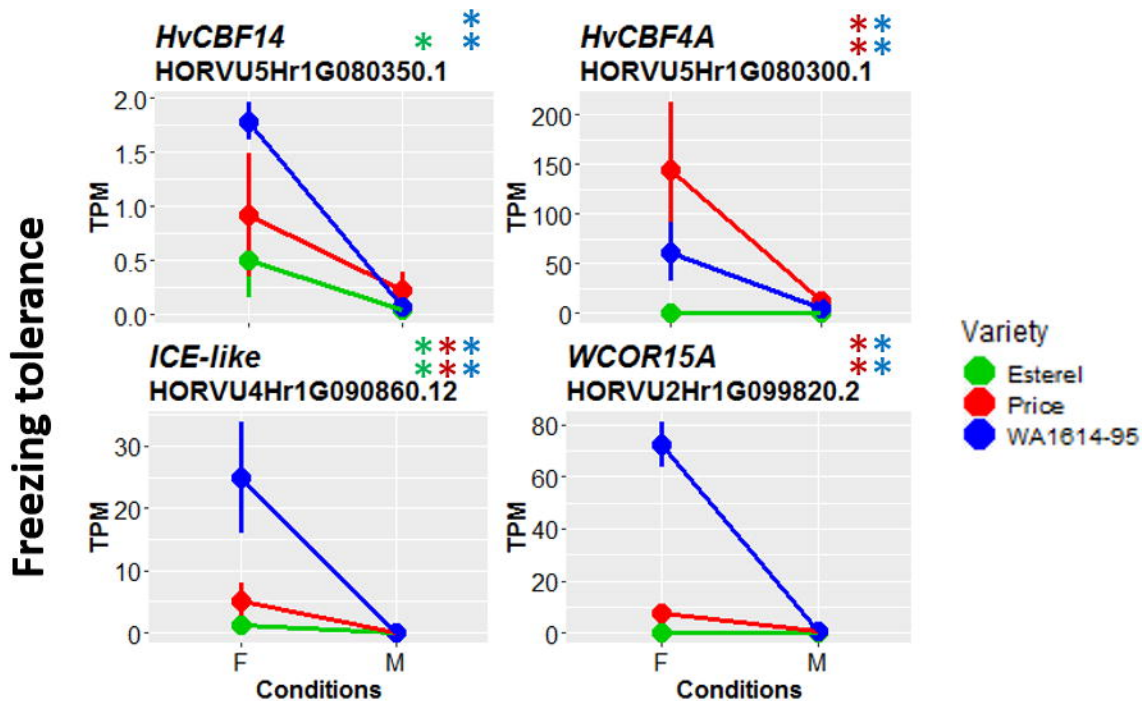 Freezing tolerance
*
* *
HvCBF14
HORVU5Hr1G080350.1
TPM
2.0
1.5
1.0
0.5
0.0
* *
* *
HvCBF4A
HORVU5Hr1G080300.1
TPM
200
150
100
50
0
* * *
* * *
ICE-like
HORVU4Hr1G090860.12
TPM
30
20
10
0
F M
Conditions
* *
* *
WCOR15A
HORVU2Hr1G099820.2
TPM
80
60
40
20
0
F M
Conditions
Variety
Esterel
Price
WA1614-95